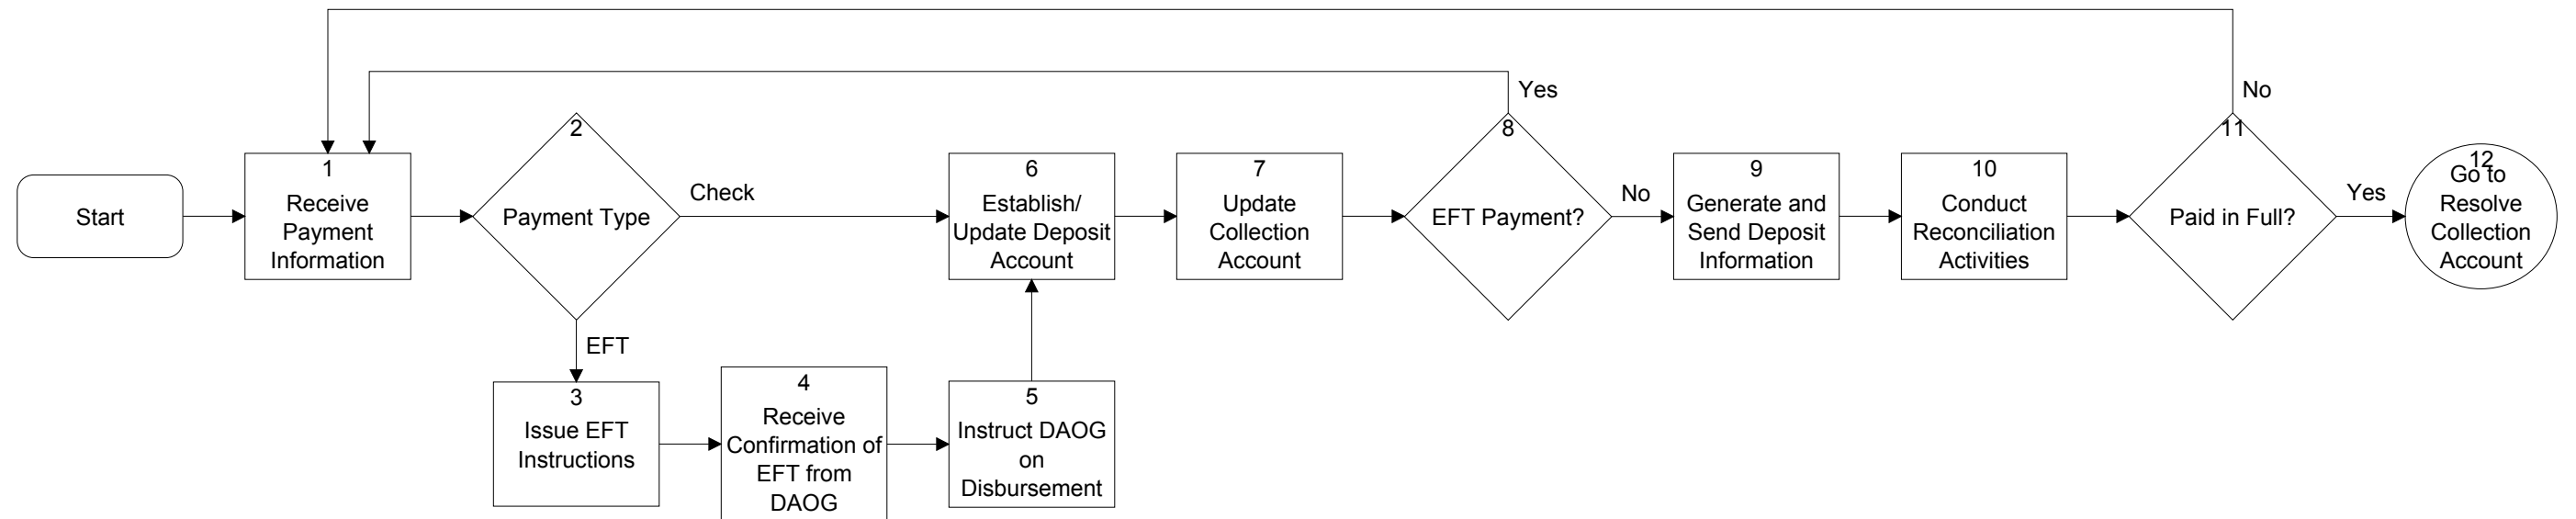 Start
1
Receive
Payment
Information
2
Payment Type
Check
EFT
3
Issue EFT
Instructions
4
Receive
Confirmation of
EFT from
DAOG
5
Instruct DAOG
on
Disbursement
6
Establish/
Update Deposit
Account
7
Update
Collection
Account
8
EFT Payment?
Yes
No
9
Generate and
Send Deposit
Information
10
Conduct
Reconciliation
Activities
11
Paid in Full?
No
Yes
12
Go to
Resolve
Collection
Account